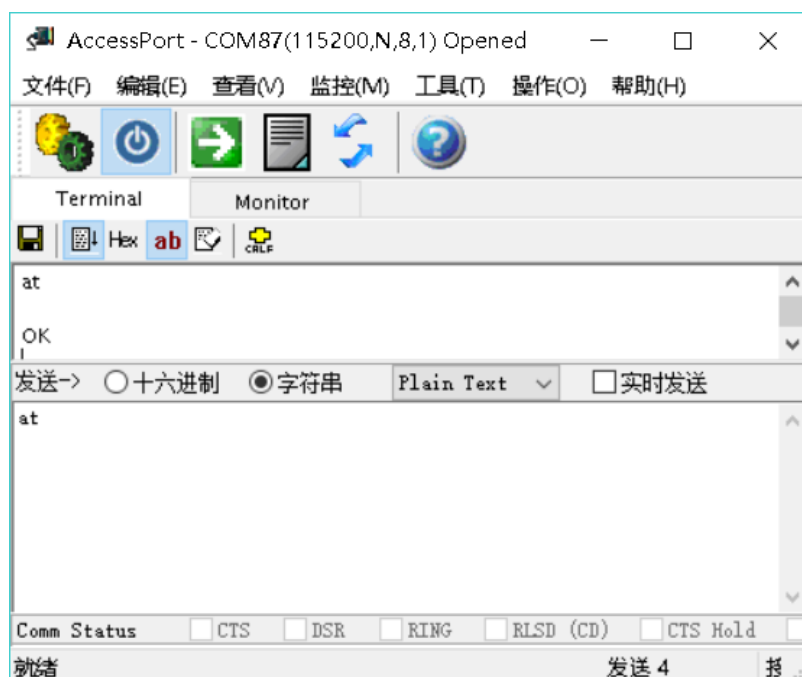 AccessPort - COM87(115200,N,8,1) Opened
文件(F) 编辑(E) 查看(V) 监控(M) 工具(T) 操作(O) 帮助(H)
Terminal Monitor
Hex ab CRLF
at
OK
发送-> 十六进制 字符串 Plain Text 实时发送
at
Comm Status CTS DSR RING RLSD (CD) CTS Hold
就绪 发送 4